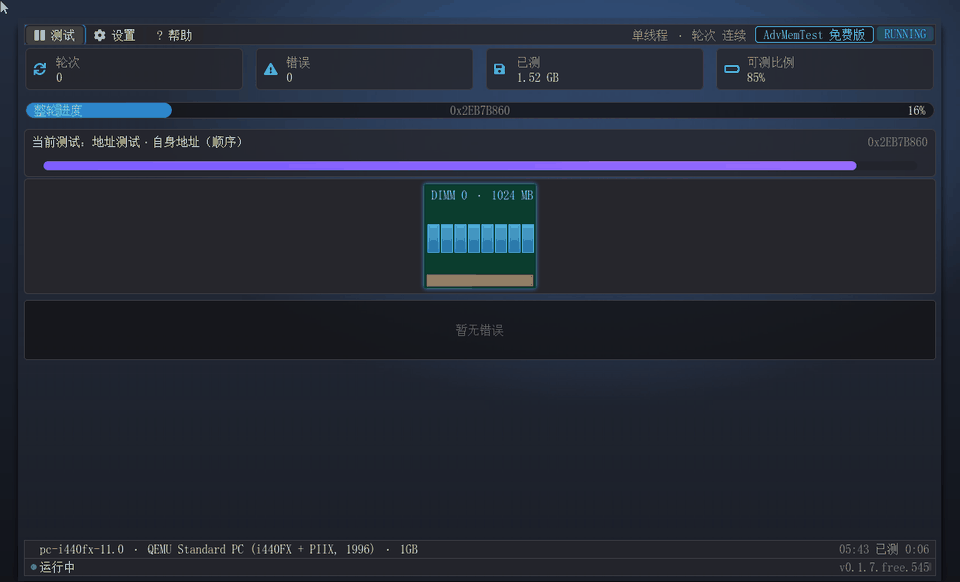 测试 设置 ? 帮助 单线程 · 轮次 连续 AdvMemTest 免费版 RUNNING
轮次 错误 已测 可测比例
0 0 1.52 GB 85%
整轮进度 0x2EB7B860 16%
当前测试: 地址测试 · 自身地址 (顺序) 0x2EB7B860
DIMM 0 · 1024 MB
暂无错误
pc-i440fx-11.0 · QEMU Standard PC (i440FX + PIIX, 1996) · 1GB 05:43 已测 0:06
运行中 v0.1.7.free.545